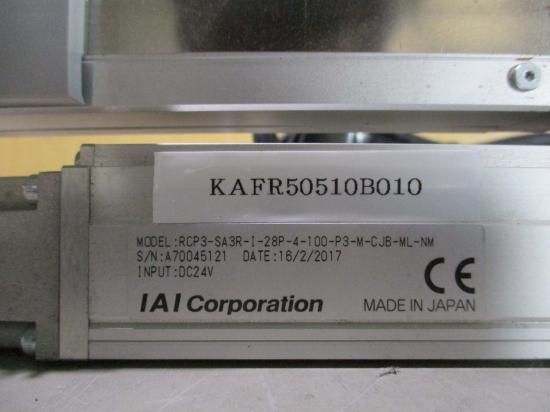 KAFR50510B010
MODEL:RCP3-SA3R-I-28P-4-100-P3-M-CJB-ML-NM
S/N:A70045121 DATE:16/2/2017
INPUT:DC24V
CE
IAI Corporation MADE IN JAPAN